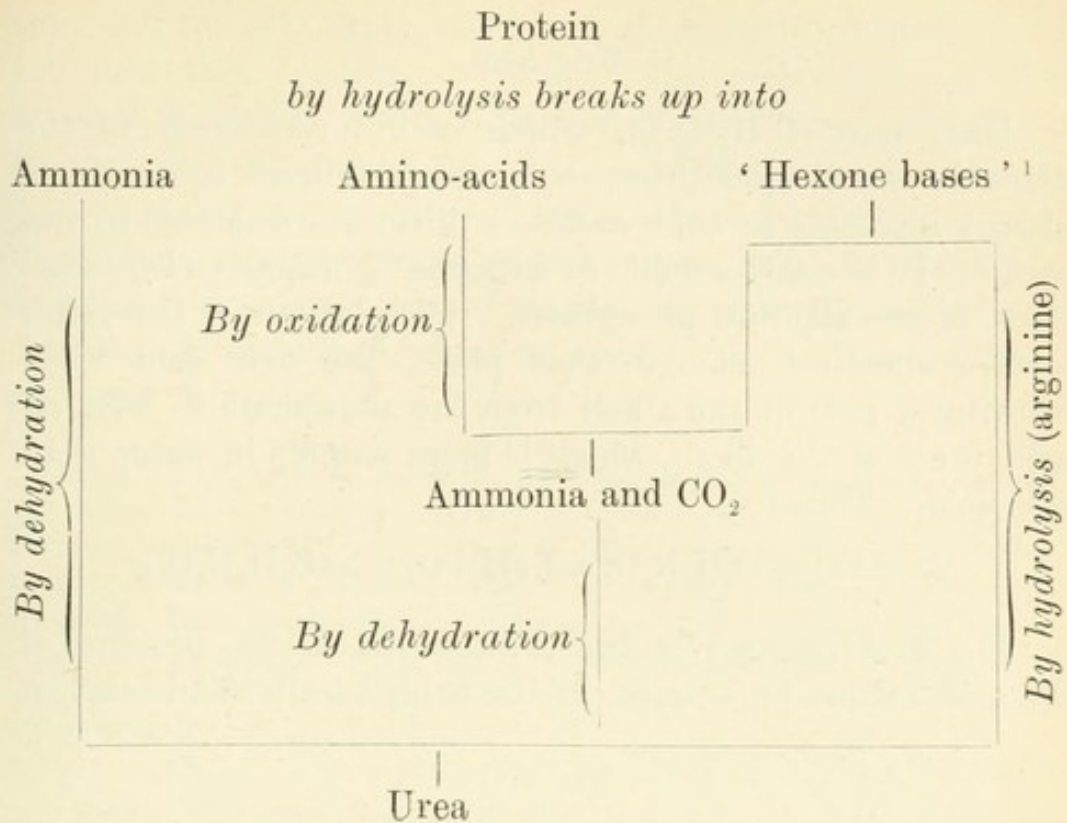 Protein
by hydrolysis breaks up into
Ammonia Amino-acids ‘ Hexone bases ’ ¹
By oxidation
By dehydration
By hydrolysis (arginine)
Ammonia and CO₂
By dehydration
Urea